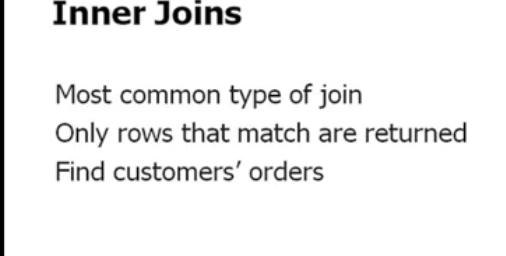 Inner Joins
Most common type of join
Only rows that match are returned
Find customers’ orders